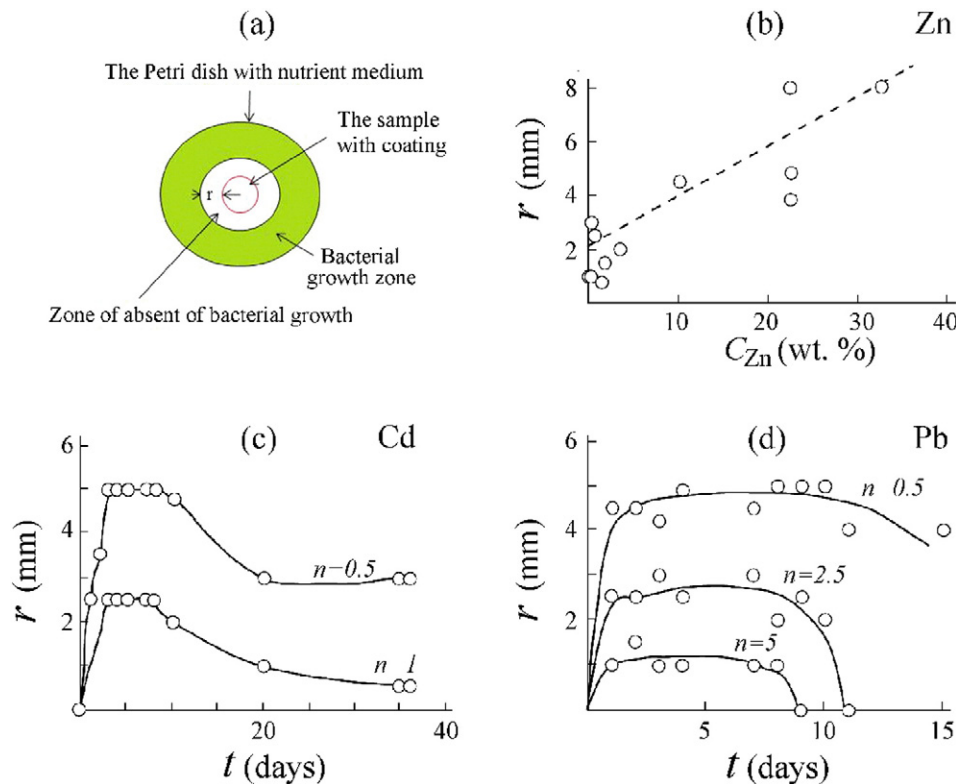 (a)
The Petri dish with nutrient medium
The sample
with coating
r
Bacterial
growth zone
Zone of absent of bacterial growth
(b)
Zn
8
6
4
2
r (mm)
10
20
30
40
C_Zn (wt. %)
(c)
Cd
6
4
2
r (mm)
n=0.5
n 1
20
40
t (days)
(d)
Pb
6
4
2
r (mm)
n 0.5
n=2.5
n=5
5
10
15
t (days)